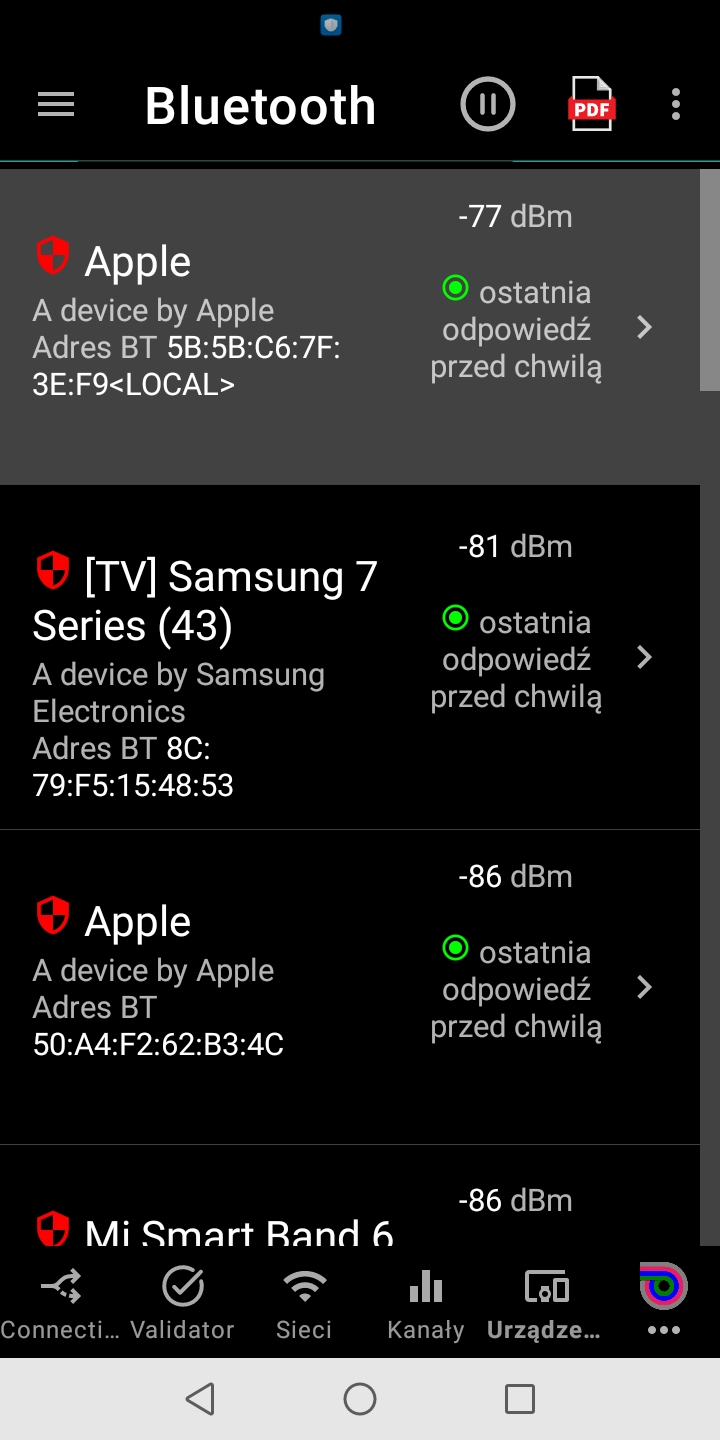 Bluetooth
PDF
-77 dBm
Apple
A device by Apple
Adres BT 5B:5B:C6:7F:
3E:F9<LOCAL>
ostatnia
odpowiedź
przed chwilą
-81 dBm
[TV] Samsung 7
Series (43)
A device by Samsung
Electronics
Adres BT 8C:
79:F5:15:48:53
ostatnia
odpowiedź
przed chwilą
-86 dBm
Apple
A device by Apple
Adres BT
50:A4:F2:62:B3:4C
ostatnia
odpowiedź
przed chwilą
-86 dBm
Mi Smart Band 6
Connecti...
Validator
Sieci
Kanały
Urządze...